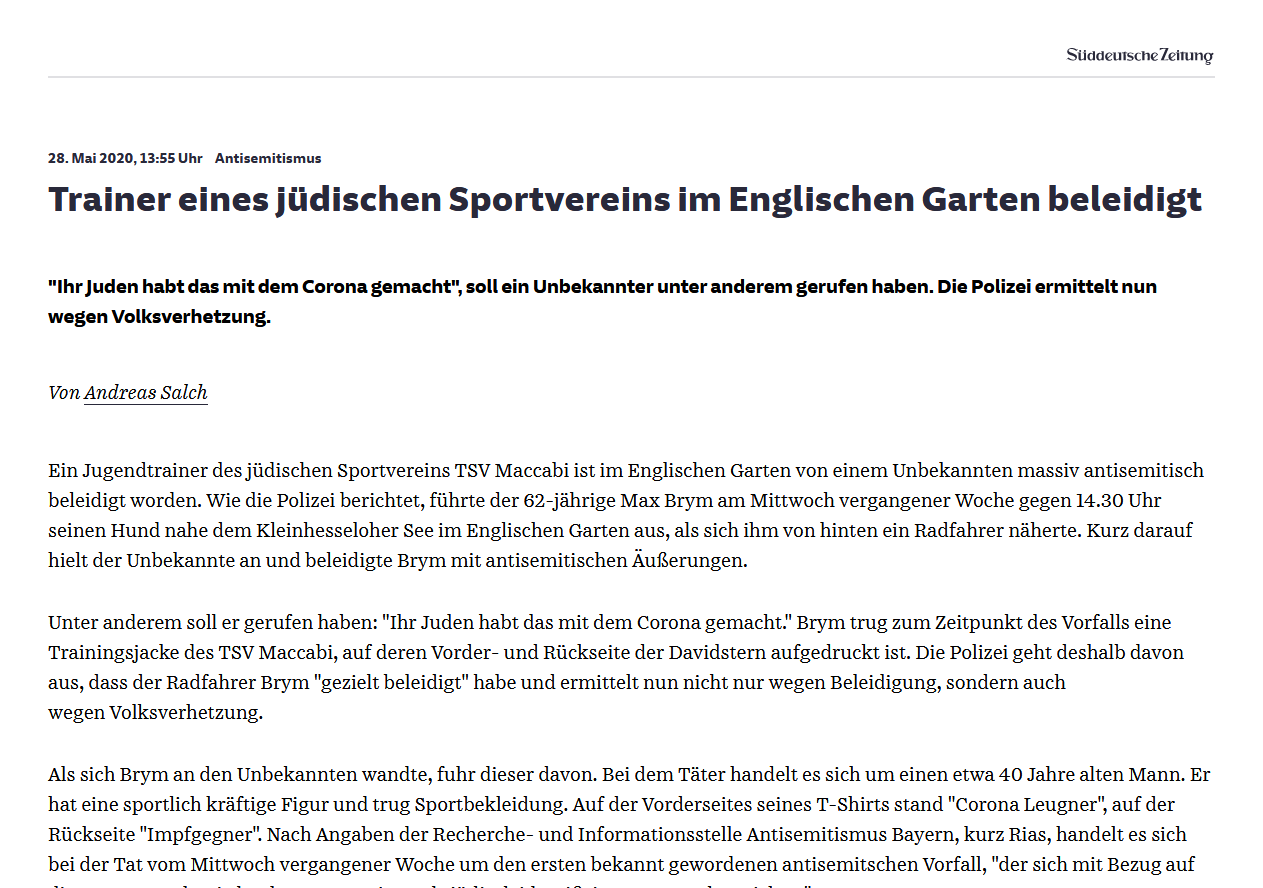 Süddeutsche Zeitung
28. Mai 2020, 13:55 Uhr Antisemitismus
Trainer eines jüdischen Sportvereins im Englischen Garten beleidigt
"Ihr Juden habt das mit dem Corona gemacht", soll ein Unbekannter unter anderem gerufen haben. Die Polizei ermittelt nun
wegen Volksverhetzung.
Von Andreas Salch
Ein Jugendtrainer des jüdischen Sportvereins TSV Maccabi ist im Englischen Garten von einem Unbekannten massiv antisemitisch
beleidigt worden. Wie die Polizei berichtet, führte der 62-jährige Max Brym am Mittwoch vergangener Woche gegen 14.30 Uhr
seinen Hund nahe dem Kleinhesseloher See im Englischen Garten aus, als sich ihm von hinten ein Radfahrer näherte. Kurz darauf
hielt der Unbekannte an und beleidigte Brym mit antisemitischen Äußerungen.
Unter anderem soll er gerufen haben: "Ihr Juden habt das mit dem Corona gemacht." Brym trug zum Zeitpunkt des Vorfalls eine
Trainingsjacke des TSV Maccabi, auf deren Vorder- und Rückseite der Davidstern aufgedruckt ist. Die Polizei geht deshalb davon
aus, dass der Radfahrer Brym "gezielt beleidigt" habe und ermittelt nun nicht nur wegen Beleidigung, sondern auch
wegen Volksverhetzung.
Als sich Brym an den Unbekannten wandte, fuhr dieser davon. Bei dem Täter handelt es sich um einen etwa 40 Jahre alten Mann. Er
hat eine sportlich kräftige Figur und trug Sportbekleidung. Auf der Vorderseites seines T-Shirts stand "Corona Leugner", auf der
Rückseite "Impfgegner". Nach Angaben der Recherche- und Informationsstelle Antisemitismus Bayern, kurz Rias, handelt es sich
bei der Tat vom Mittwoch vergangener Woche um den ersten bekannt gewordenen antisemitschen Vorfall, "der sich mit Bezug auf